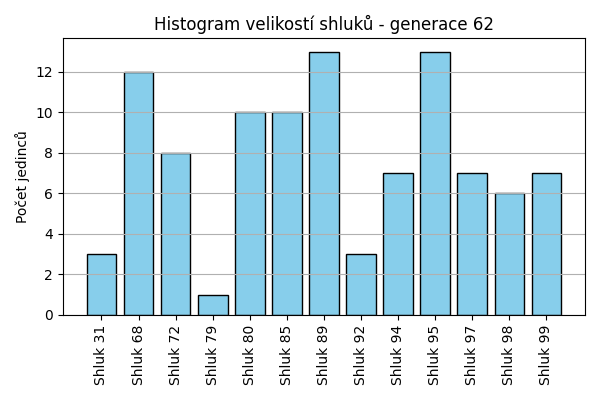 Histogram velikostí shluků - generace 62
Počet jedinců
12
10
8
6
4
2
0
Shluk 31
Shluk 68
Shluk 72
Shluk 79
Shluk 80
Shluk 85
Shluk 89
Shluk 92
Shluk 94
Shluk 95
Shluk 97
Shluk 98
Shluk 99